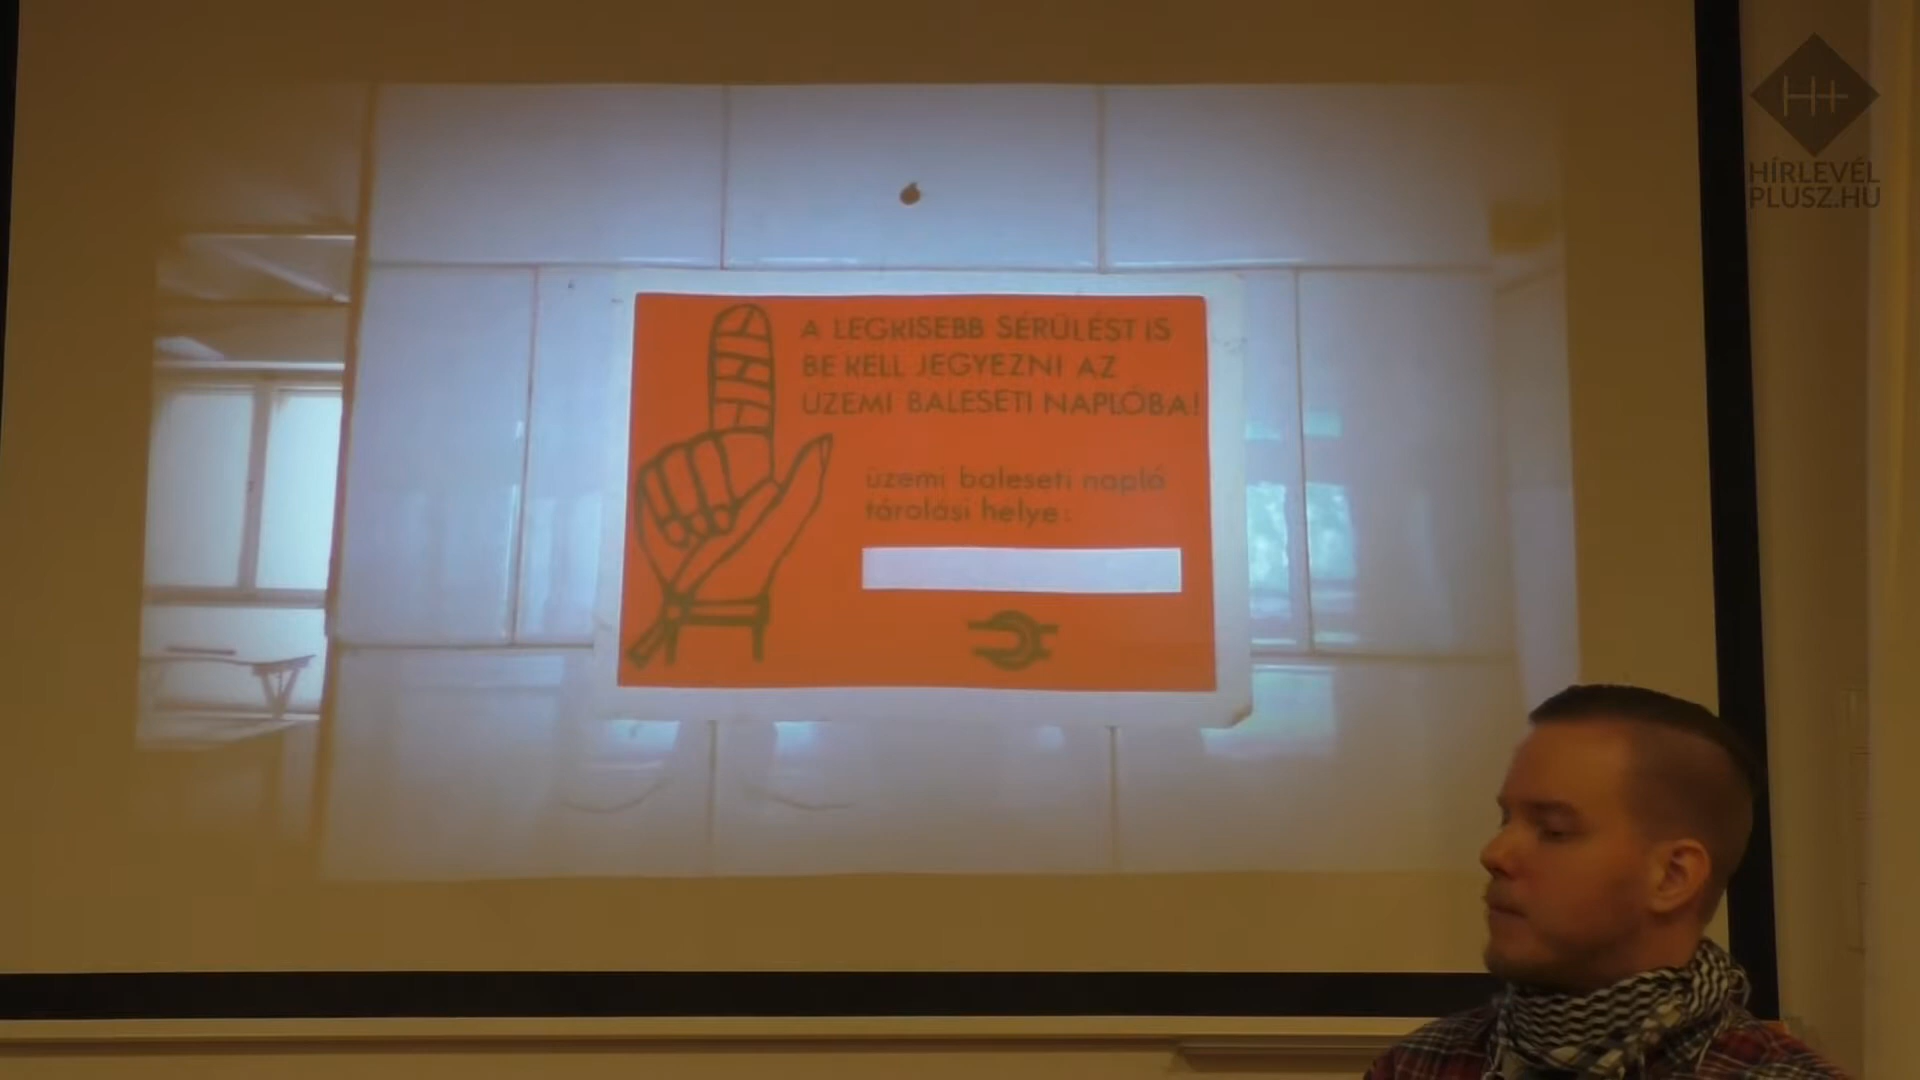 A LEGKISEBB SÉRÜLÉST IS
BE KELL JEGYEZNI AZ
ÜZEMI BALESETI NAPLÓBA!
üzemi baleseti napló
tárolási helye:
H+
HÍRLEVÉL
PLUSZ.HU